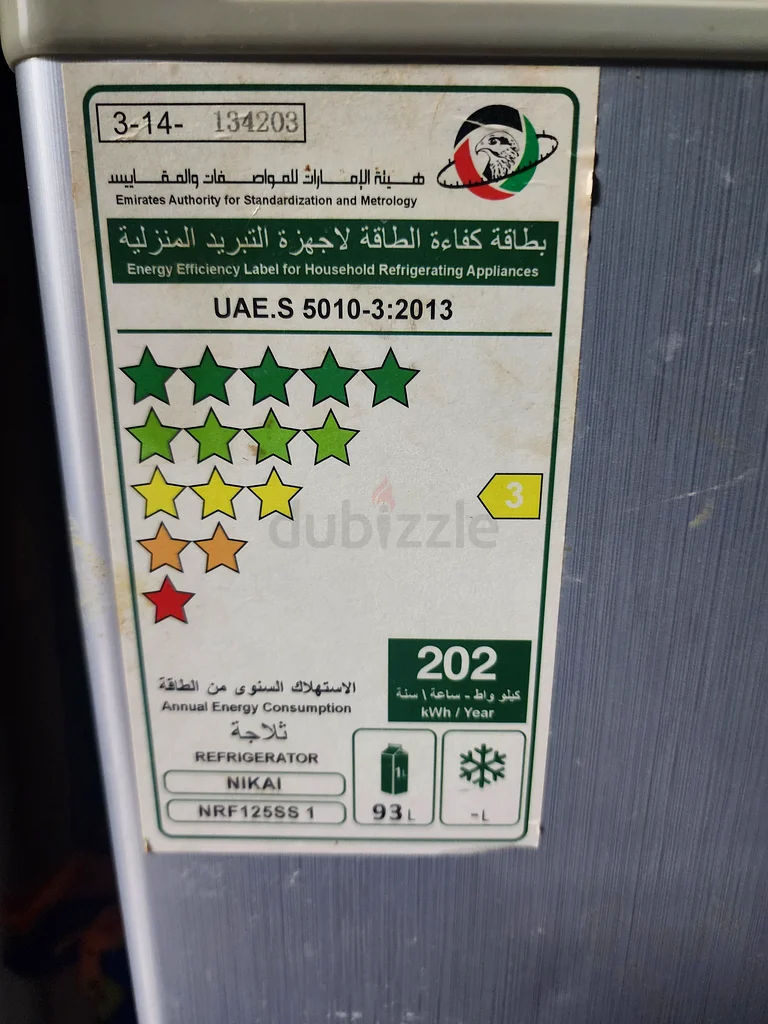 3-14- 134203
هيئة الإمارات للمواصفات والمقاييس
Emirates Authority for Standardization and Metrology
بطاقة كفاءة الطاقة لاجهزة التبريد المنزلية
Energy Efficiency Label for Household Refrigerating Appliances
UAE.S 5010-3:2013
3
dubizzle
202
كيلو واط - ساعة \ سنة
kWh / Year
الاستهلاك السنوى من الطاقة
Annual Energy Consumption
ثلاجة
REFRIGERATOR
NIKAI
NRF125SS 1
1L
93 L
-L